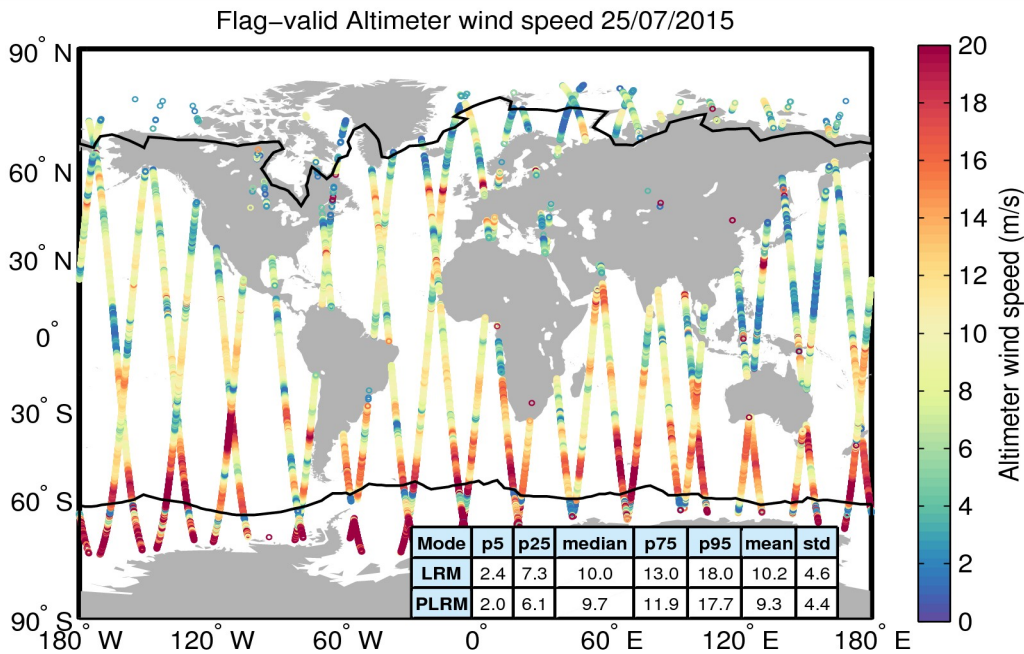 Flag−valid Altimeter wind speed 25/07/2015
90° N
60° N
30° N
0°
30° S
60° S
90° S
180° W
120° W
60° W
0°
60° E
120° E
180° E
Mode p5 p25 median p75 p95 mean std
LRM 2.4 7.3 10.0 13.0 18.0 10.2 4.6
PLRM 2.0 6.1 9.7 11.9 17.7 9.3 4.4
20
18
16
14
12
10
8
6
4
2
0
Altimeter wind speed (m/s)